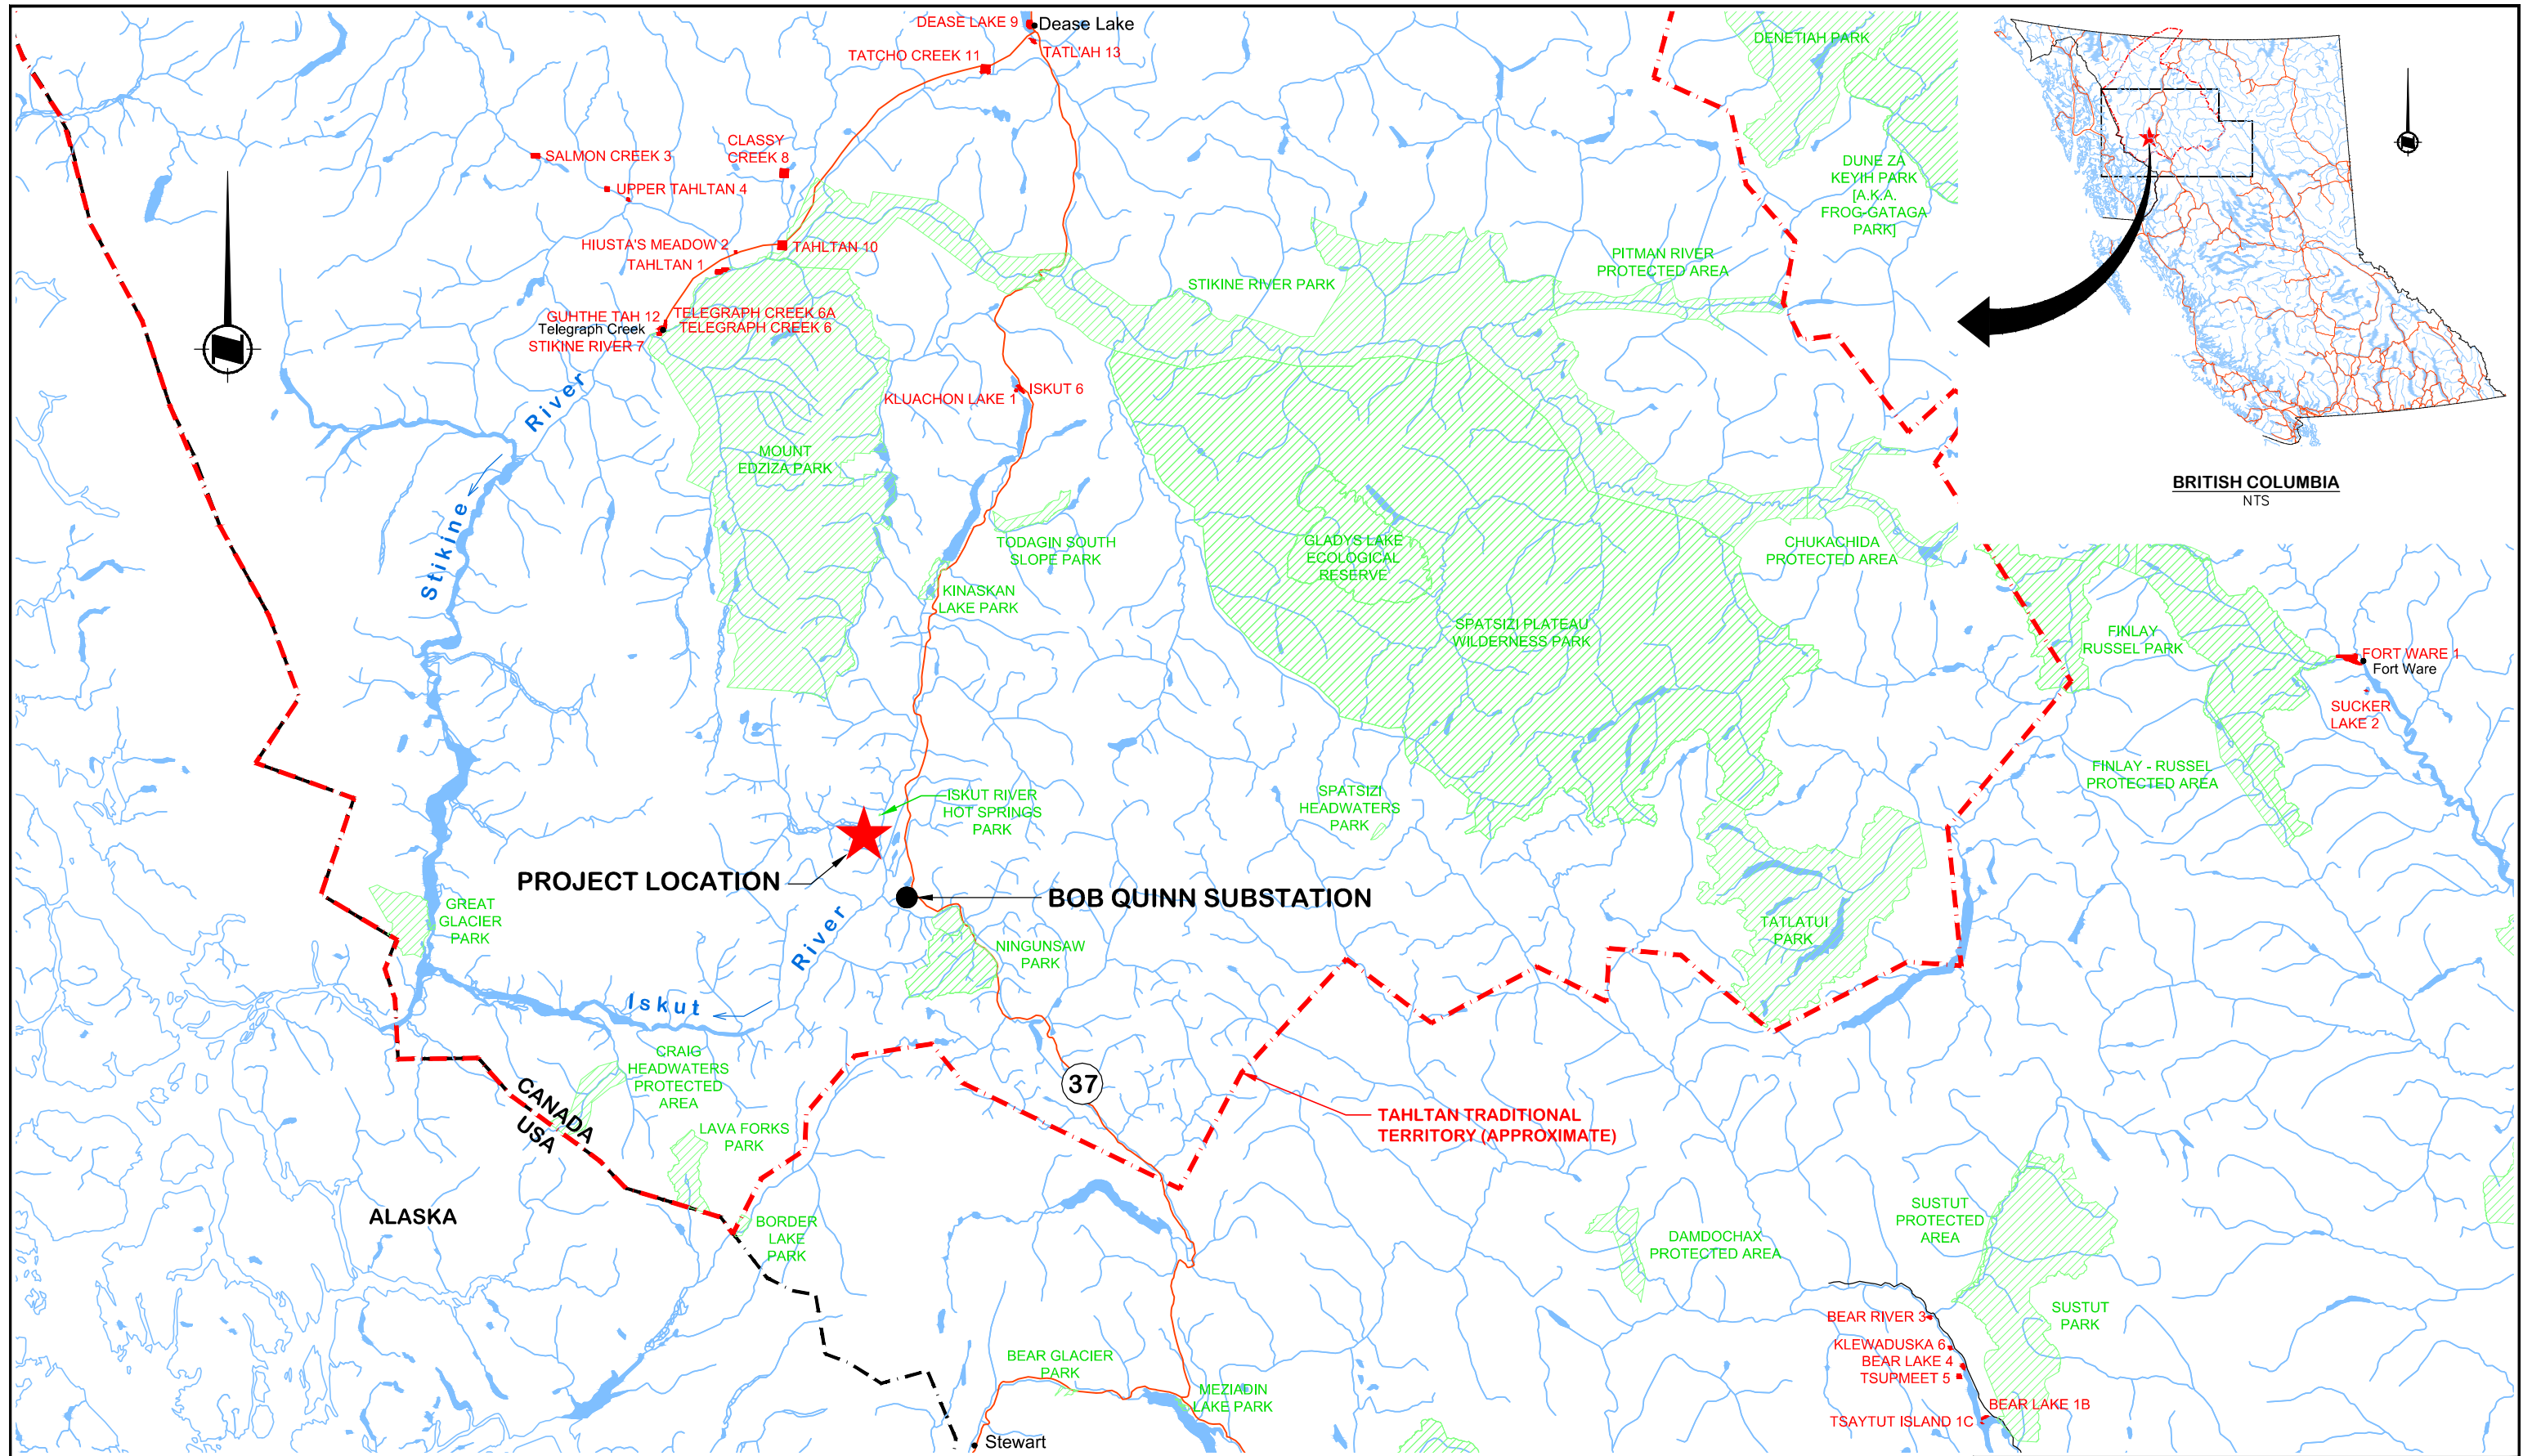 DEASE LAKE 9
Dease Lake
TATCHO CREEK 11
TATL'AH 13
DENETIAH PARK
SALMON CREEK 3
CLASSY
CREEK 8
UPPER TAHLTAN 4
DUNE ZA
KEYIH PARK
[A.K.A.
FROG-GATAGA
PARK]
HIUSTA'S MEADOW 2
TAHLTAN 10
TAHLTAN 1
PITMAN RIVER
PROTECTED AREA
STIKINE RIVER PARK
GUHTHE TAH 12
TELEGRAPH CREEK 6A
Telegraph Creek
TELEGRAPH CREEK 6
STIKINE RIVER 7
River
Stikine
KLUACHON LAKE 1
ISKUT 6
MOUNT
EDZIZA PARK
BRITISH COLUMBIA
NTS
TODAGIN SOUTH
SLOPE PARK
GLADYS LAKE
ECOLOGICAL
RESERVE
CHUKACHIDA
PROTECTED AREA
KINASKAN
LAKE PARK
SPATSIZI PLATEAU
WILDERNESS PARK
FINLAY
RUSSEL PARK
FORT WARE 1
Fort Ware
SUCKER
LAKE 2
FINLAY - RUSSEL
PROTECTED AREA
ISKUT RIVER
HOT SPRINGS
PARK
SPATSIZI
HEADWATERS
PARK
PROJECT LOCATION
BOB QUINN SUBSTATION
GREAT
GLACIER
PARK
TATLATUI
PARK
NINGUNSAW
PARK
River
Iskut
CRAIG
HEADWATERS
PROTECTED
AREA
37
CANADA
USA
LAVA FORKS
PARK
TAHLTAN TRADITIONAL
TERRITORY (APPROXIMATE)
ALASKA
BORDER
LAKE
PARK
SUSTUT
PROTECTED
AREA
DAMDOCHAX
PROTECTED AREA
BEAR RIVER 3
SUSTUT
PARK
KLEWADUSKA 6
BEAR LAKE 4
TSUPMEET 5
BEAR GLACIER
PARK
MEZIADIN
LAKE PARK
BEAR LAKE 1B
TSAYTUT ISLAND 1C
Stewart